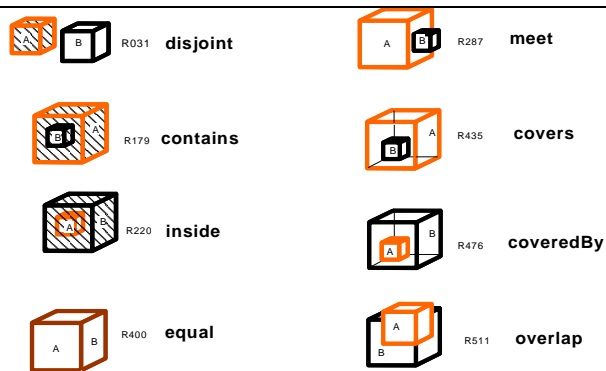 A B R031 disjoint
A B R287 meet
B A R179 contains
A B R435 covers
A B R220 inside
A B R476 coveredBy
A B R400 equal
A B R511 overlap